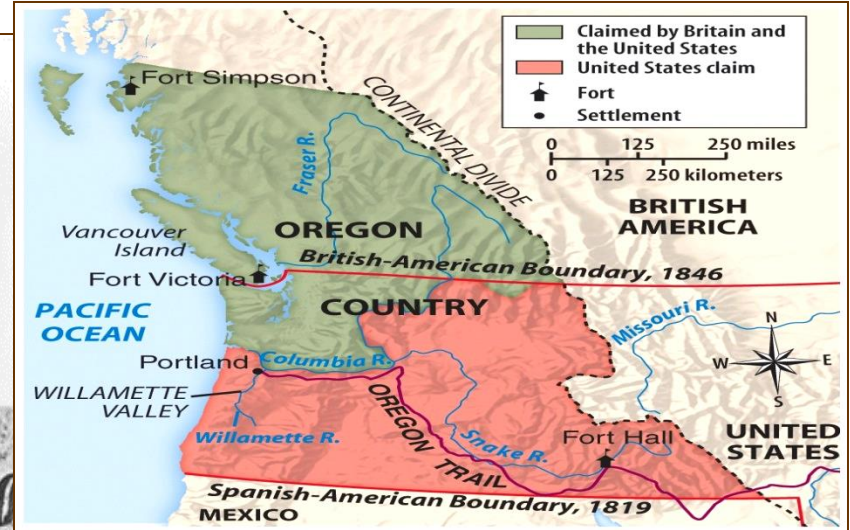 Claimed by Britain and
the United States
United States claim
Fort
Settlement
0 125 250 miles
0 125 250 kilometers
Fort Simpson
CONTINENTAL DIVIDE
Fraser R.
BRITISH
AMERICA
OREGON
Vancouver
Island
British-American Boundary, 1846
Fort Victoria
COUNTRY
PACIFIC
OCEAN
Missouri R.
N
W E
S
Portland
Columbia R.
WILLAMETTE
VALLEY
OREGON TRAIL
Willamette R.
Snake R.
Fort Hall
UNITED
STATES
Spanish-American Boundary, 1819
MEXICO